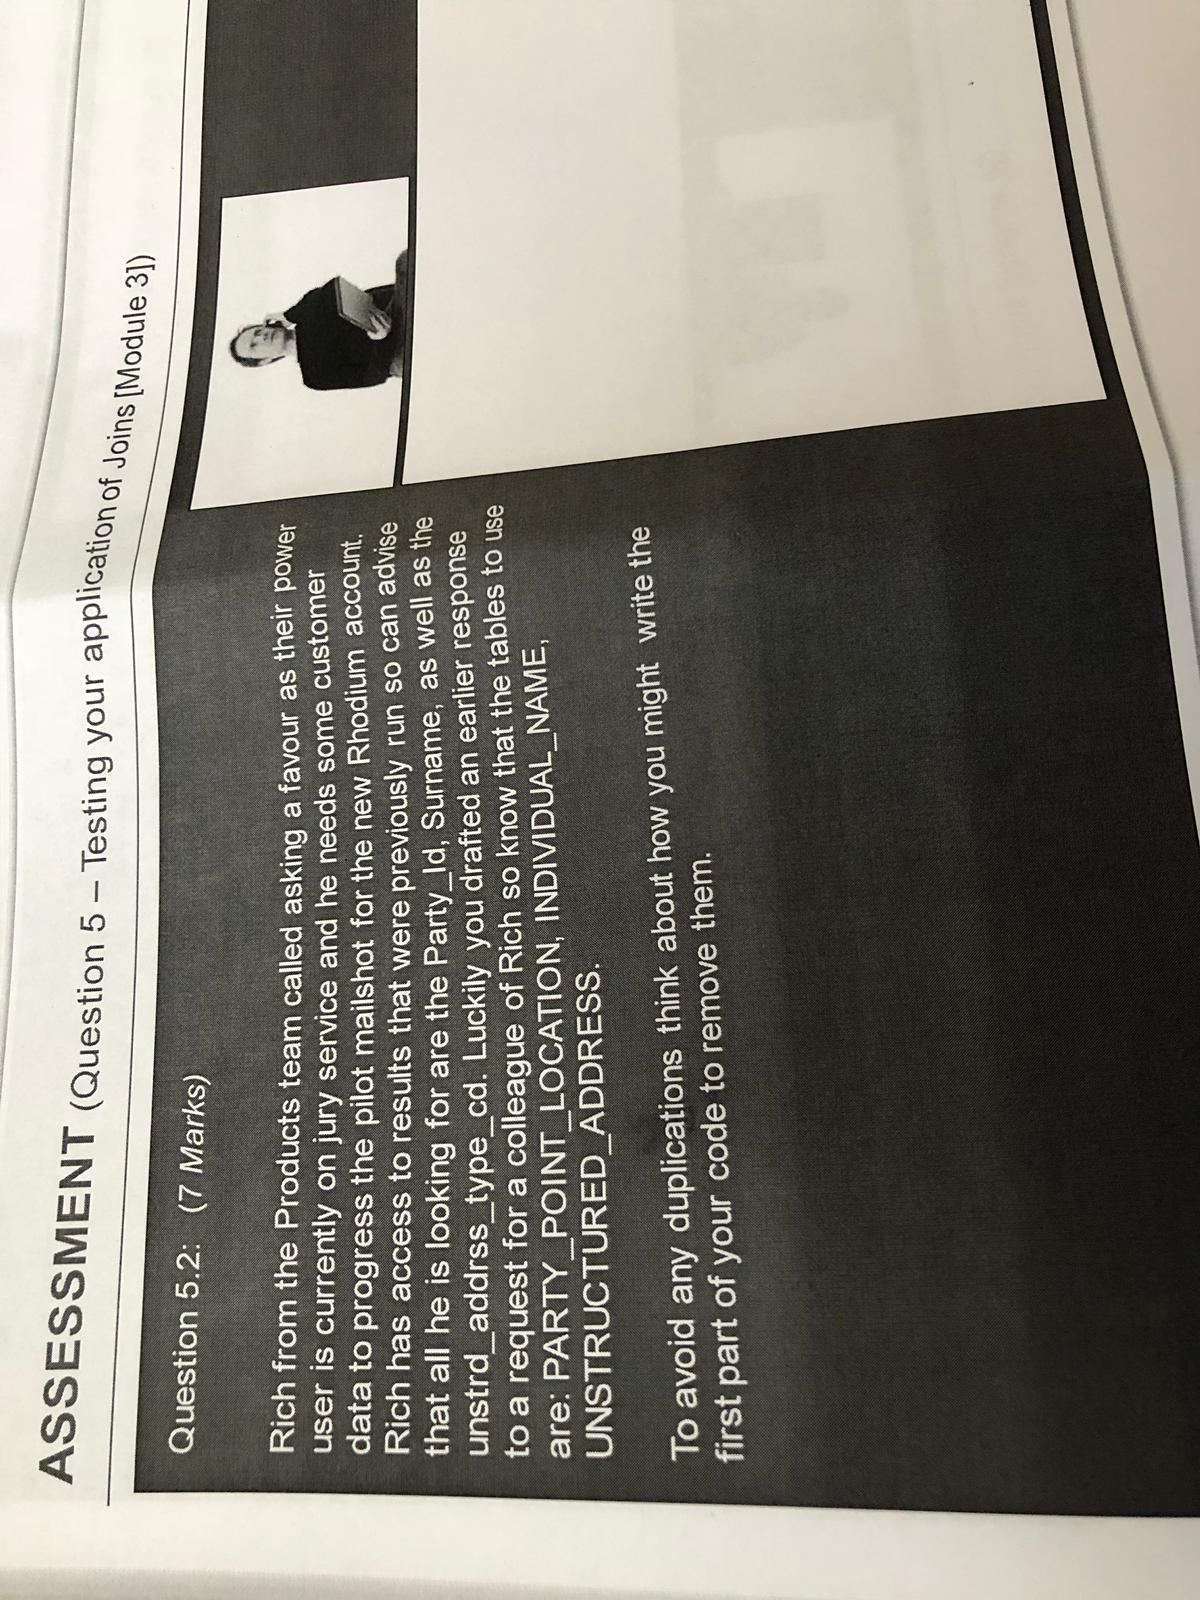 ASSESSMENT (Question 5 – Testing your application of Joins [Module 3])
Question 5.2: (7 Marks)
Rich from the Products team called asking a favour as their power
user is currently on jury service and he needs some customer
data to progress the pilot mailshot for the new Rhodium account.
Rich has access to results that were previously run so can advise
that all he is looking for are the Party_Id, Surname, as well as the
unstrd_addrss_type_cd. Luckily you drafted an earlier response
to a request for a colleague of Rich so know that the tables to use
are: PARTY_POINT_LOCATION, INDIVIDUAL_NAME,
UNSTRUCTURED_ADDRESS.
To avoid any duplications think about how you might write the
first part of your code to remove them.